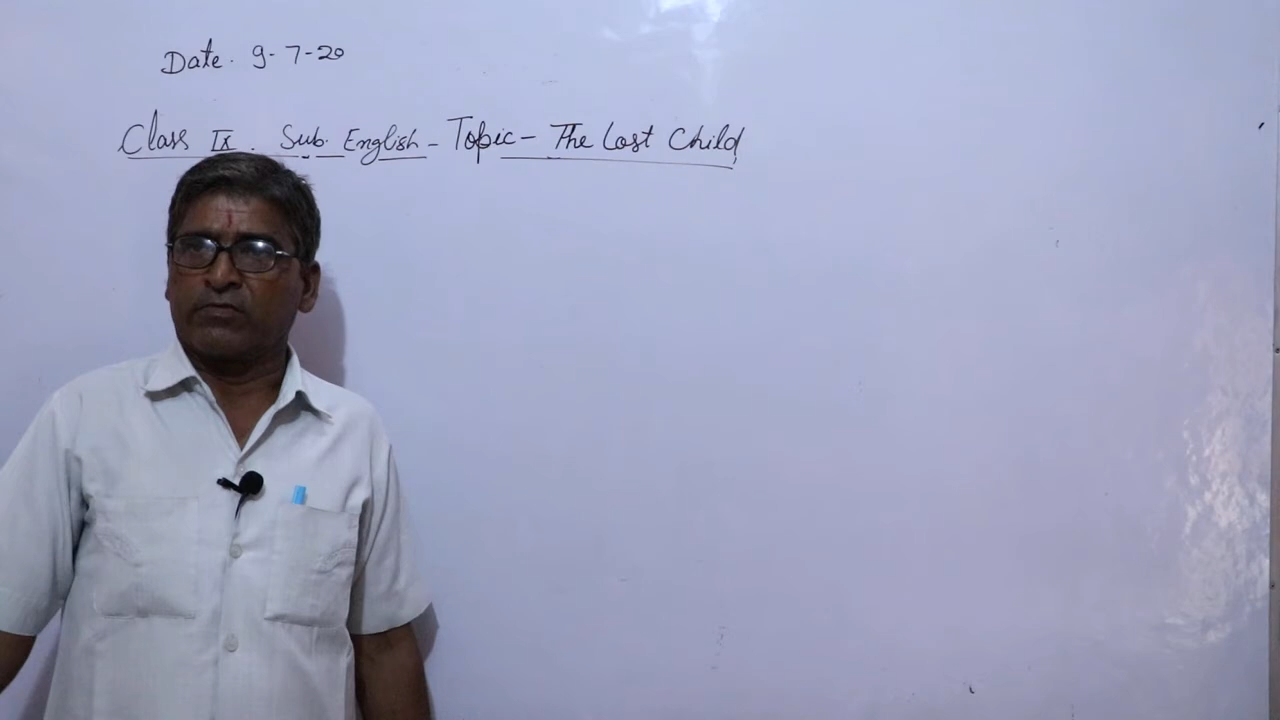 Date. 9-7-20
Class IX. Sub. English - Topic - The Lost Child